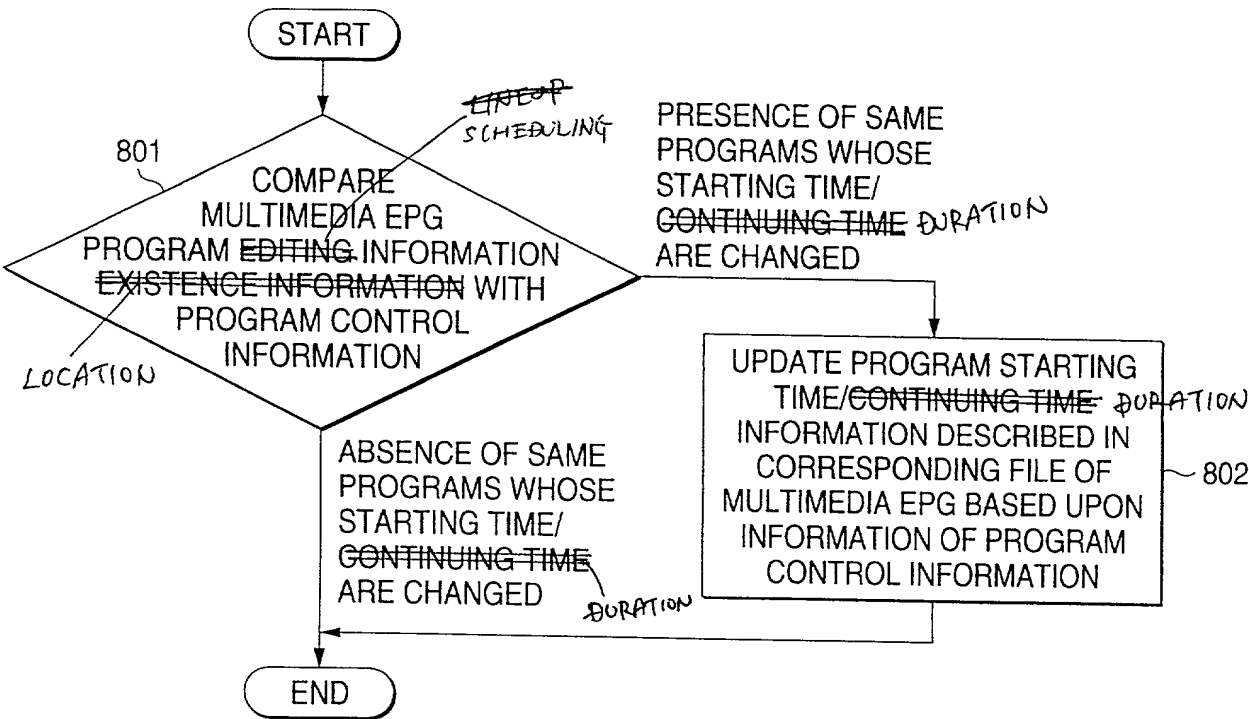 START
LINEUP
SCHEDULING
801
COMPARE
MULTIMEDIA EPG
PROGRAM EDITING INFORMATION
EXISTENCE INFORMATION WITH
PROGRAM CONTROL
INFORMATION
LOCATION
PRESENCE OF SAME
PROGRAMS WHOSE
STARTING TIME/
CONTINUING TIME DURATION
ARE CHANGED
UPDATE PROGRAM STARTING
TIME/CONTINUING TIME DURATION
INFORMATION DESCRIBED IN
CORRESPONDING FILE OF
MULTIMEDIA EPG BASED UPON
INFORMATION OF PROGRAM
CONTROL INFORMATION
802
ABSENCE OF SAME
PROGRAMS WHOSE
STARTING TIME/
CONTINUING TIME
ARE CHANGED
DURATION
END